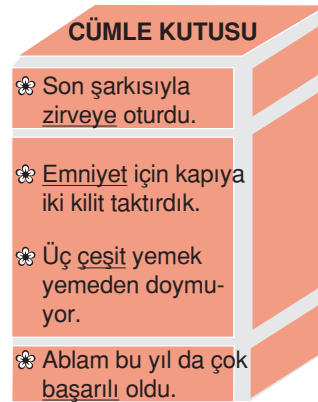 CÜMLE KUTUSU
Son şarkısıyla
zirveye oturdu.
Emniyet için kapıya
iki kilit taktırdık.
Üç çeşit yemek
yemeden doymu-
yor.
Ablam bu yıl da çok
başarılı oldu.